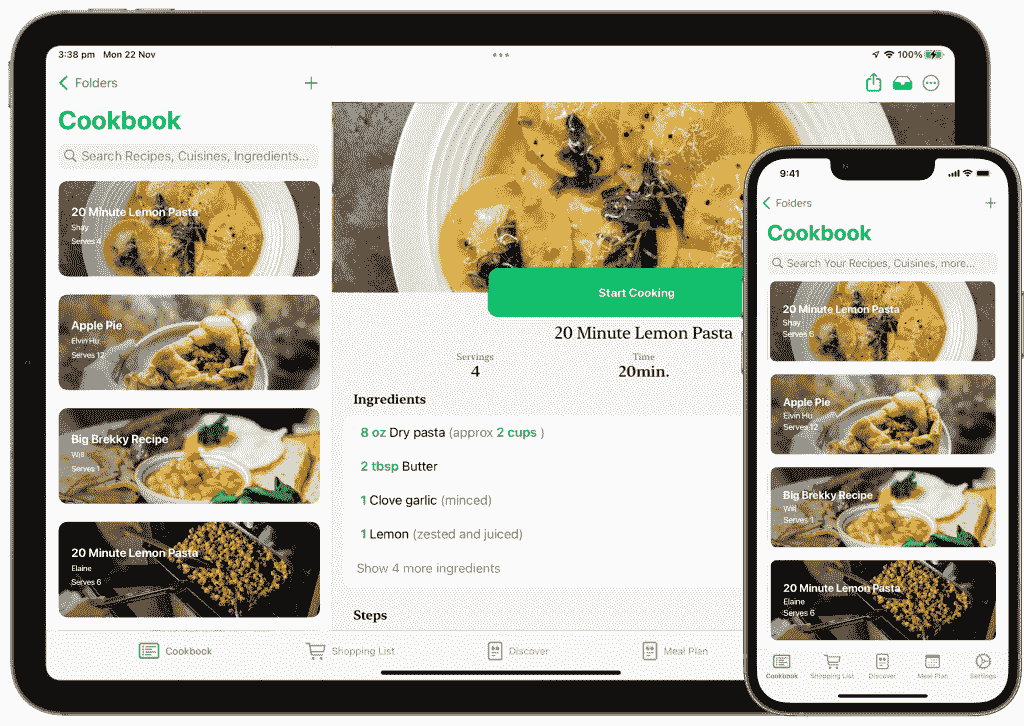 3:38 pm Mon 22 Nov
100%
Folders
Cookbook
Search Recipes, Cuisines, Ingredients...
20 Minute Lemon Pasta
Shay
Serves 4
Apple Pie
Elvin Hu
Serves 12
Big Brekky Recipe
Will
Serves 1
20 Minute Lemon Pasta
Elaine
Serves 6
Start Cooking
20 Minute Lemon Pasta
Servings
4
Time
20min.
Ingredients
8 oz Dry pasta (approx 2 cups )
2 tbsp Butter
1 Clove garlic (minced)
1 Lemon (zested and juiced)
Show 4 more ingredients
Steps
Cookbook
Shopping List
Discover
Meal Plan
9:41
Folders
Cookbook
Search Your Recipes, Cuisines, more...
20 Minute Lemon Pasta
Shay
Serves 6
Apple Pie
Elvin Hu
Serves 12
Big Brekky Recipe
Will
Serves 1
20 Minute Lemon Pasta
Elaine
Serves 6
Cookbook
Shopping List
Discover
Meal Plan
Settings